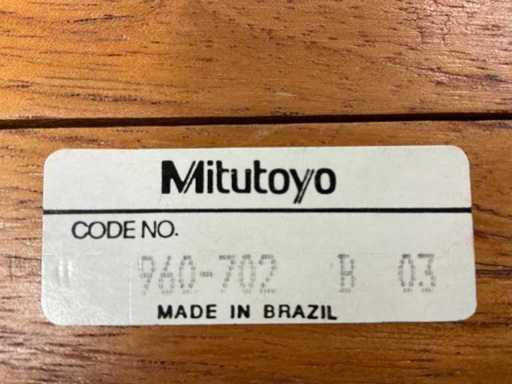 Mitutoyo
CODE NO.
960-702 B 03
MADE IN BRAZIL